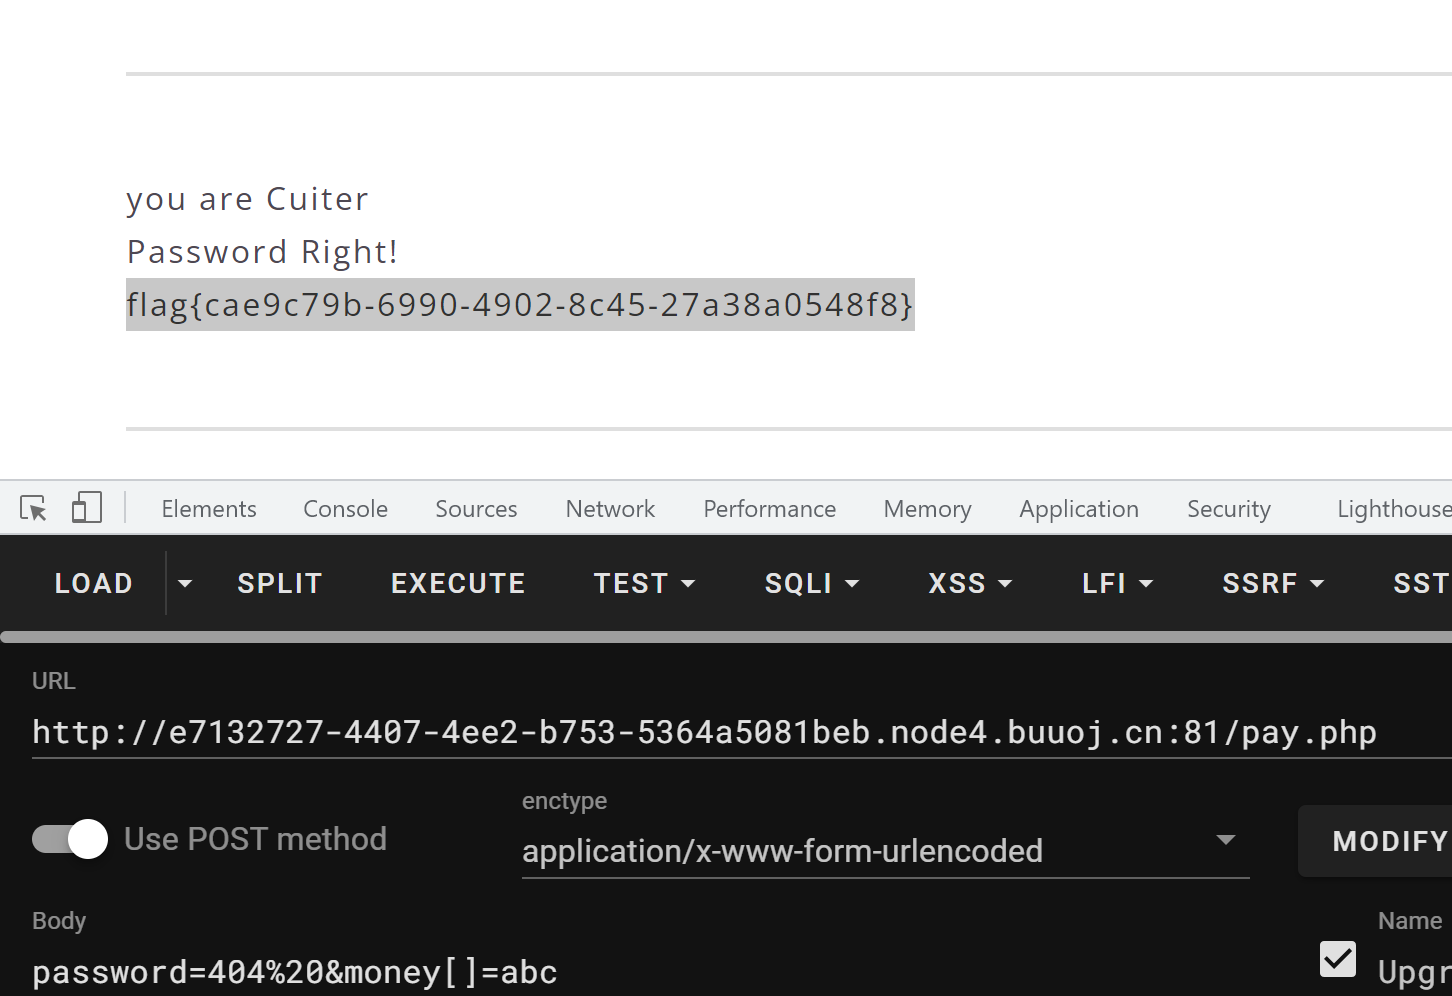 you are Cuiter
Password Right!
flag{cae9c79b-6990-4902-8c45-27a38a0548f8}
Elements Console Sources Network Performance Memory Application Security Lighthouse
LOAD SPLIT EXECUTE TEST SQLI XSS LFI SSRF SST
URL
http://e7132727-4407-4ee2-b753-5364a5081beb.node4.buuoj.cn:81/pay.php
enctype
Use POST method
application/x-www-form-urlencoded
MODIFY
Body
Name
password=404%20&money[]=abc
Upgr